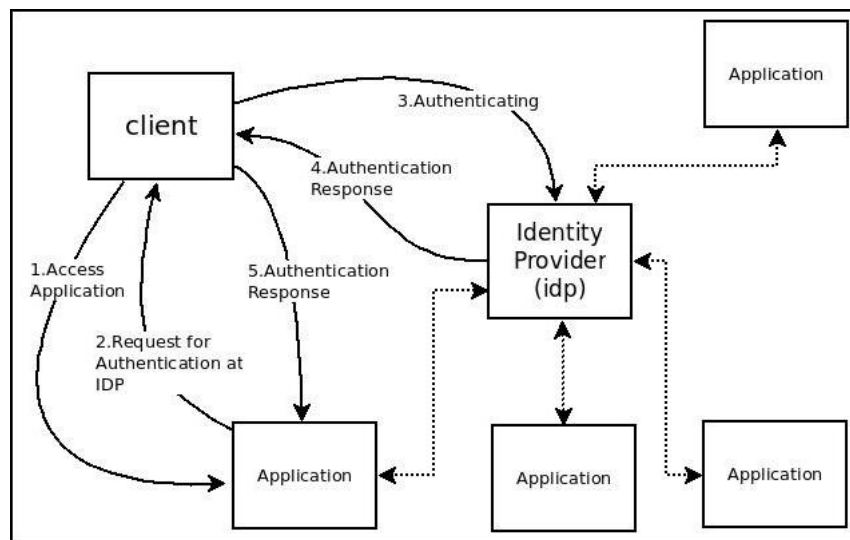 Application
client
3.Authenticating
4.Authentication
Response
Identity
Provider
(idp)
1.Access
Application
5.Authentication
Response
2.Request for
Authentication at
IDP
Application
Application
Application